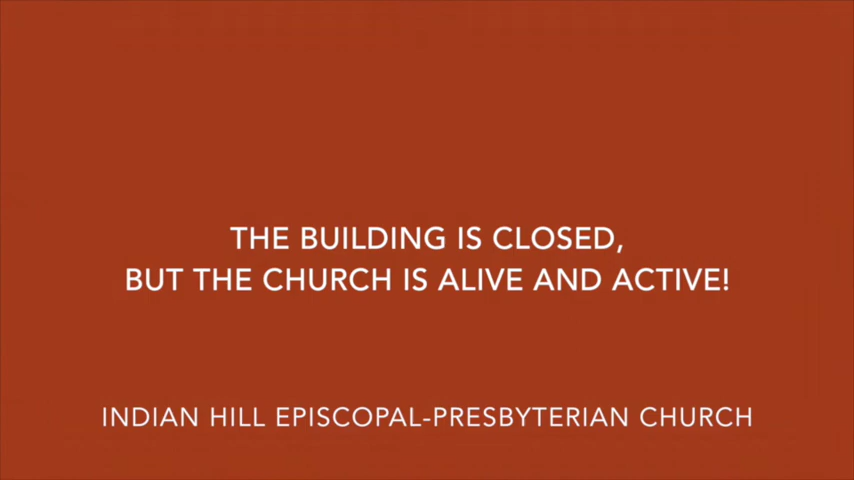 THE BUILDING IS CLOSED,
BUT THE CHURCH IS ALIVE AND ACTIVE!
INDIAN HILL EPISCOPAL-PRESBYTERIAN CHURCH